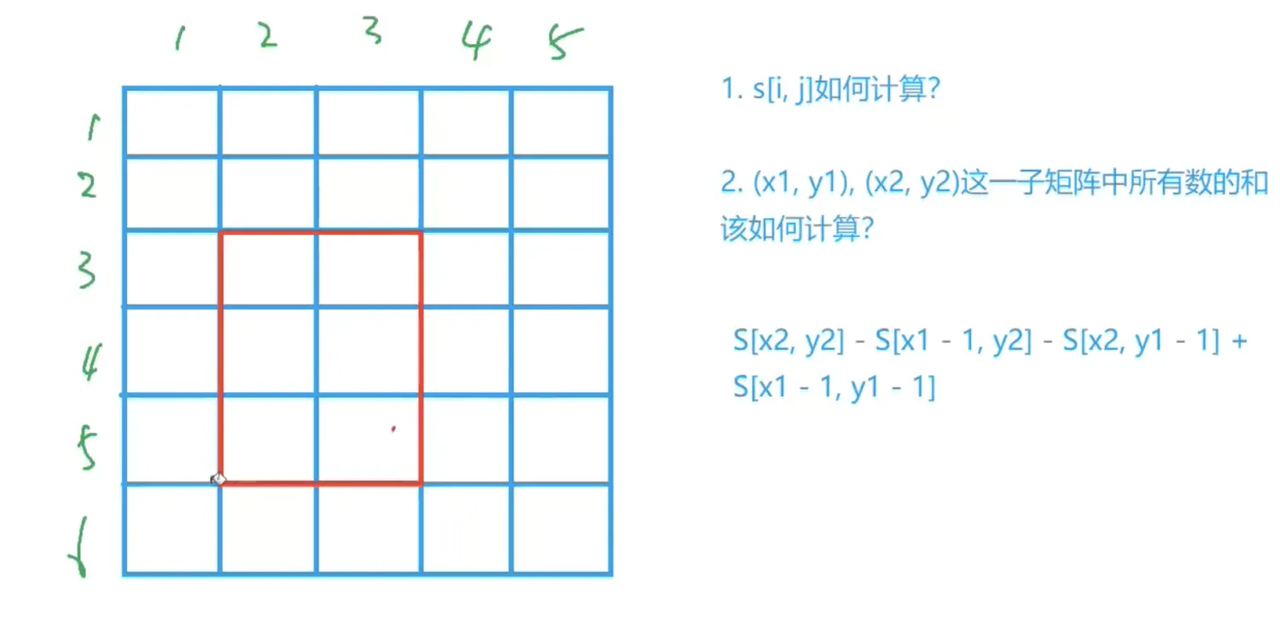 1 2 3 4 5
1
2
3
4
5
1. s[i, j]如何计算?
2. (x1, y1), (x2, y2)这一子矩阵中所有数的和
该如何计算?
S[x2, y2] - S[x1 - 1, y2] - S[x2, y1 - 1] +
S[x1 - 1, y1 - 1]